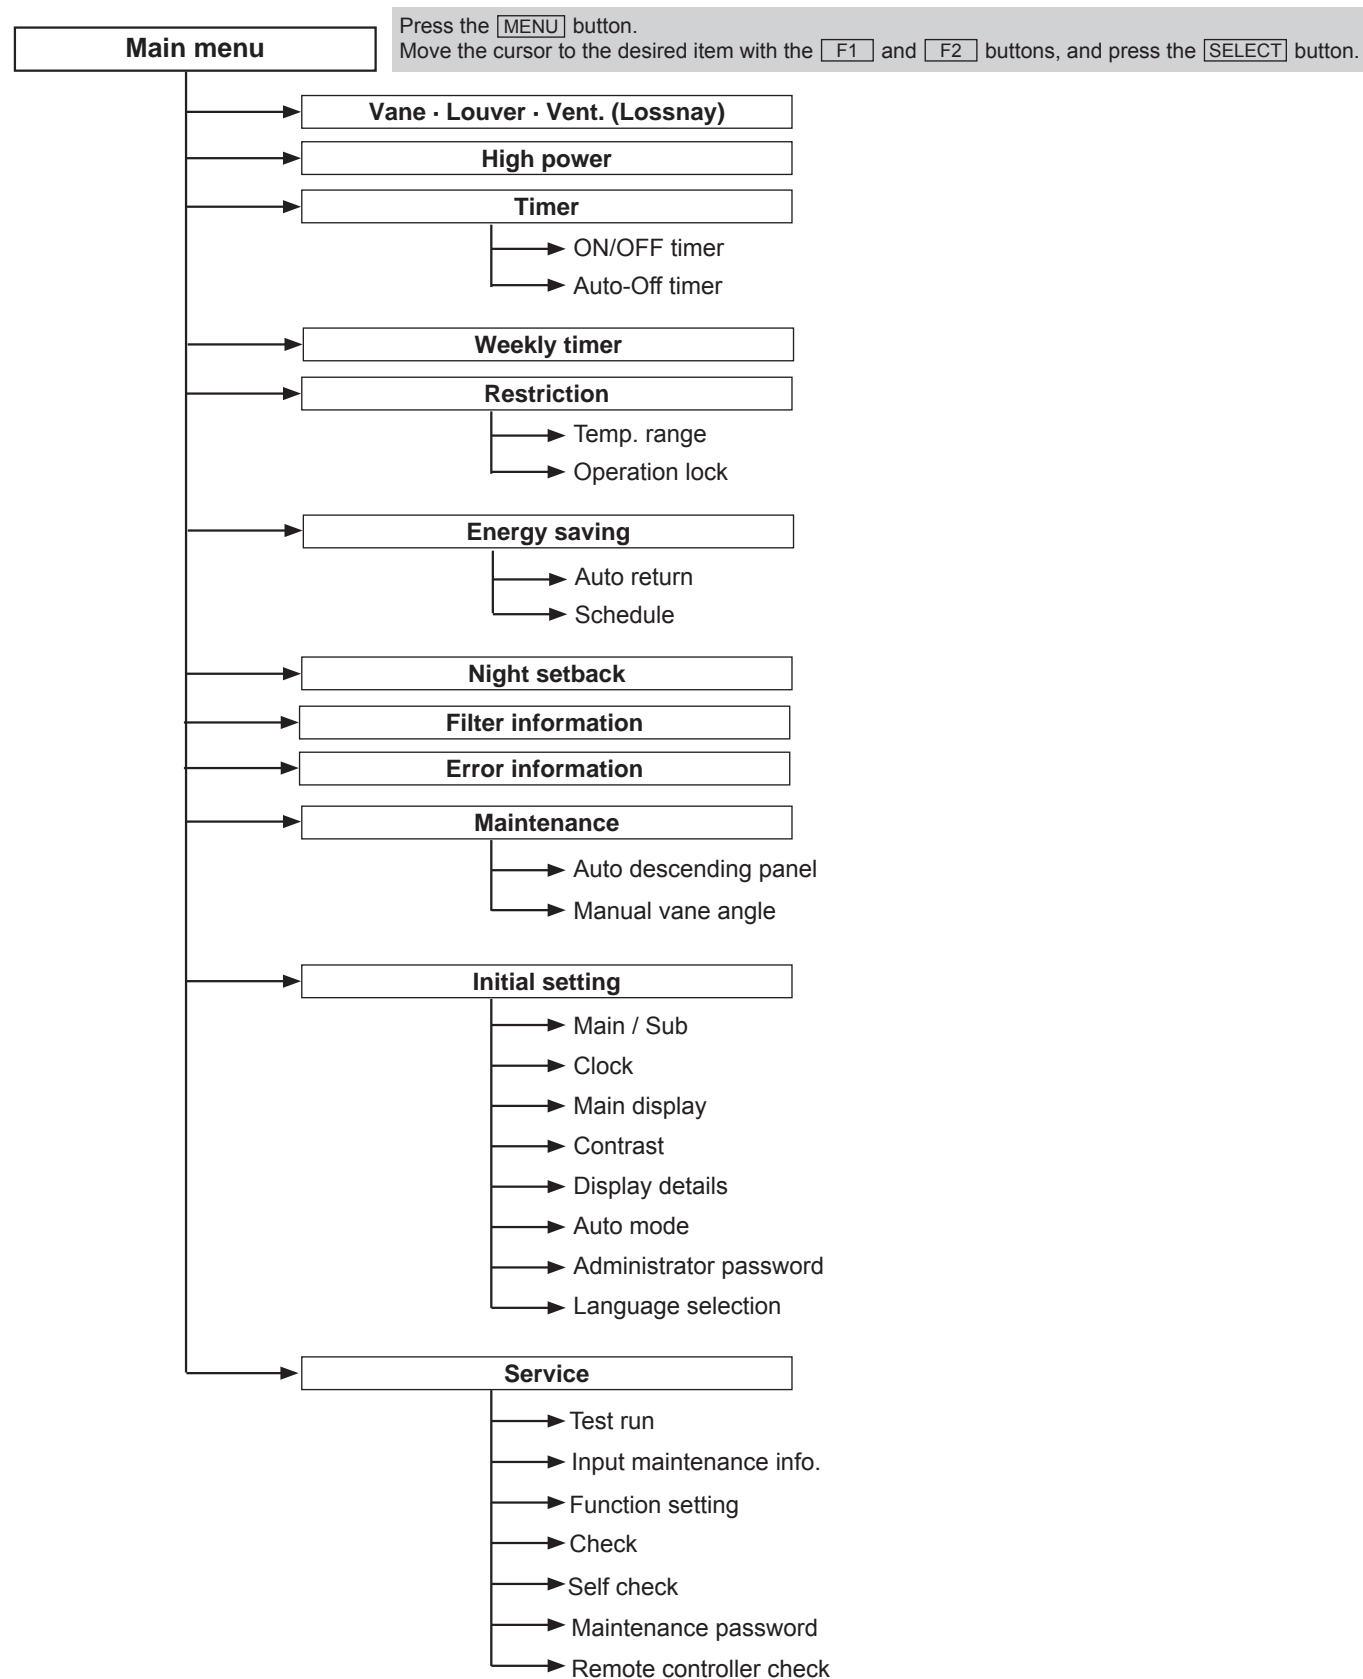 Main menu
Press the MENU button.
Move the cursor to the desired item with the F1 and F2 buttons, and press the SELECT button.
Vane · Louver · Vent. (Lossnay)
High power
Timer
ON/OFF timer
Auto-Off timer
Weekly timer
Restriction
Temp. range
Operation lock
Energy saving
Auto return
Schedule
Night setback
Filter information
Error information
Maintenance
Auto descending panel
Manual vane angle
Initial setting
Main / Sub
Clock
Main display
Contrast
Display details
Auto mode
Administrator password
Language selection
Service
Test run
Input maintenance info.
Function setting
Check
Self check
Maintenance password
Remote controller check